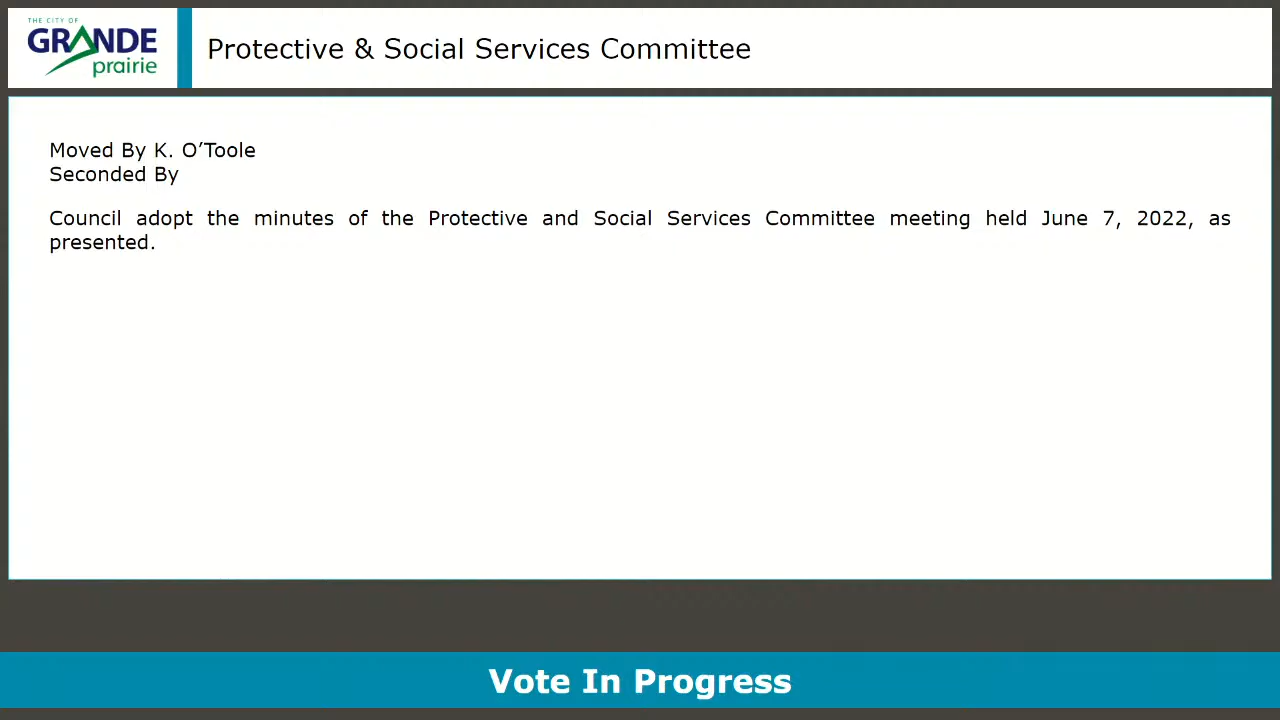 THE CITY OF
GRANDE
prairie
Protective & Social Services Committee
Moved By K. O’Toole
Seconded By
Council adopt the minutes of the Protective and Social Services Committee meeting held June 7, 2022, as
presented.
Vote In Progress